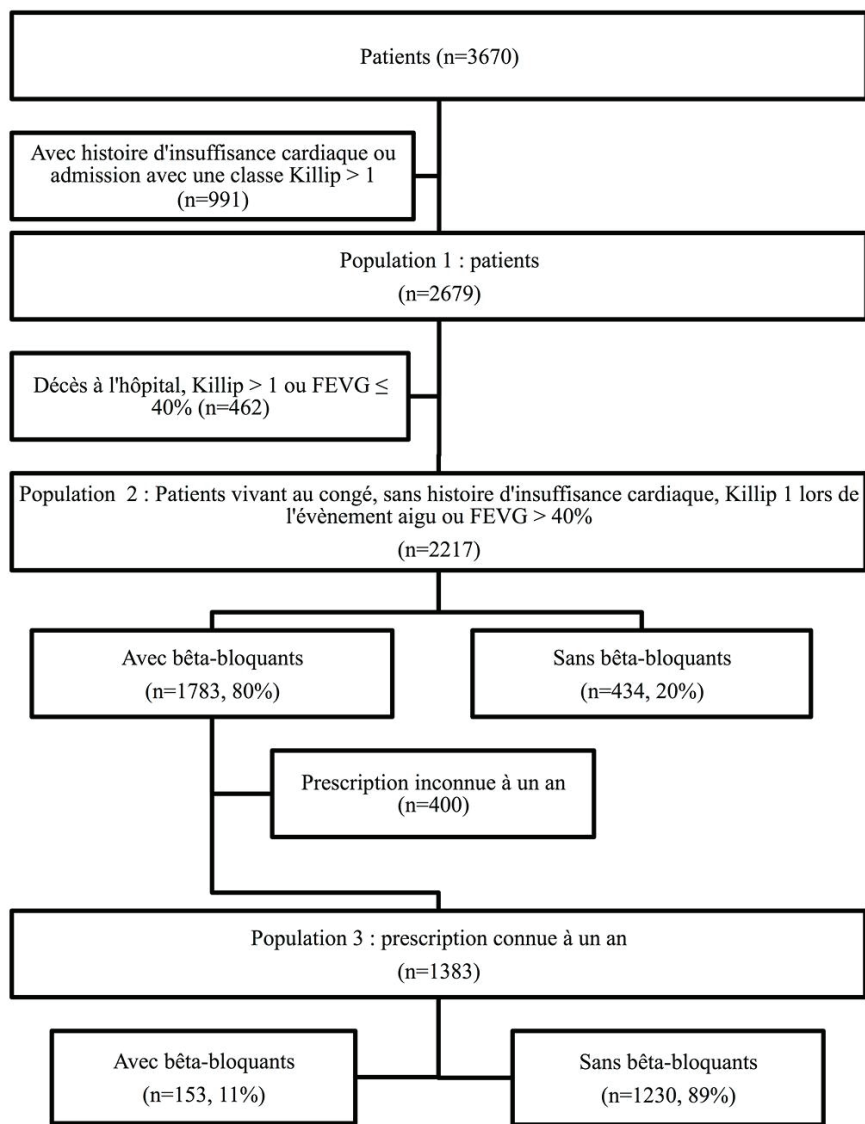 Patients (n=3670)
Avec histoire d'insuffisance cardiaque ou
admission avec une classe Killip > 1
(n=991)
Population 1 : patients
(n=2679)
Décès à l'hôpital, Killip > 1 ou FEVG ≤
40% (n=462)
Population 2 : Patients vivant au congé, sans histoire d'insuffisance cardiaque, Killip 1 lors de
l'évènement aigu ou FEVG > 40%
(n=2217)
Avec bêta-bloquants
(n=1783, 80%)
Sans bêta-bloquants
(n=434, 20%)
Prescription inconnue à un an
(n=400)
Population 3 : prescription connue à un an
(n=1383)
Avec bêta-bloquants
(n=153, 11%)
Sans bêta-bloquants
(n=1230, 89%)